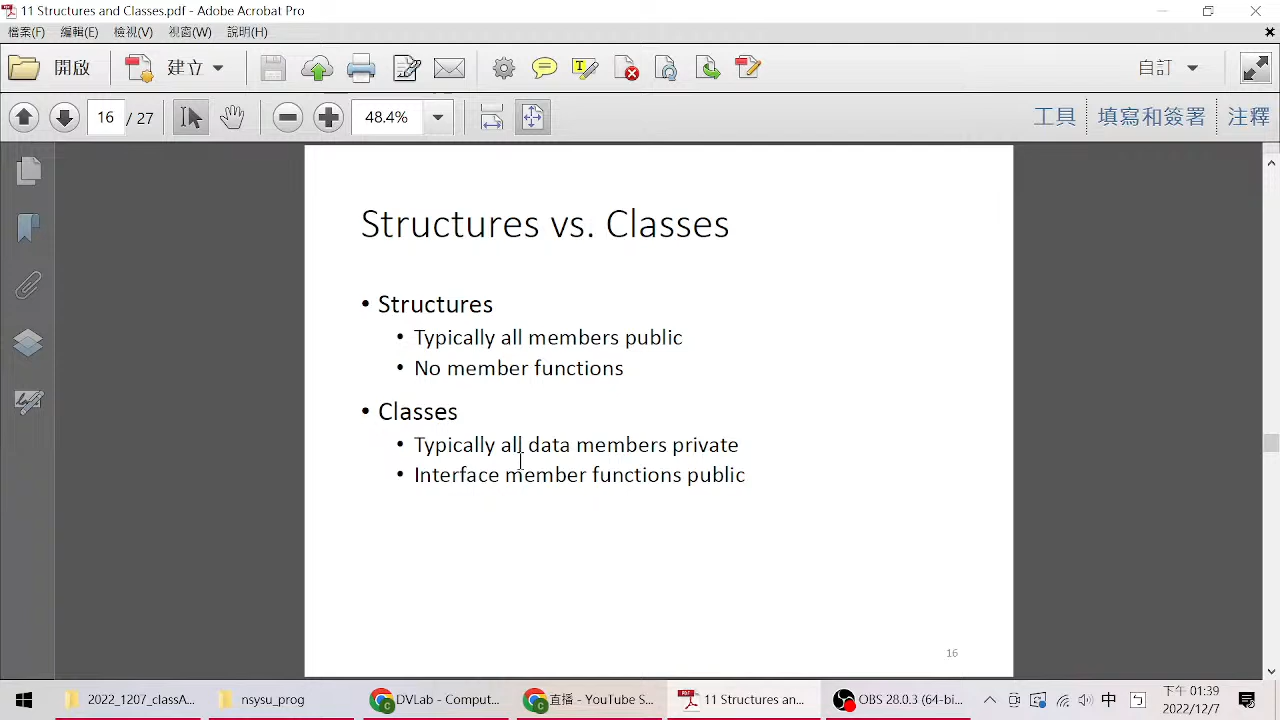 11 Structures and Classes.pdf - Adobe Acrobat Pro
檔案(F) 編輯(E) 檢視(V) 視窗(W) 說明(H)
開啟 建立 自訂
16 / 27 48.4% 工具 填寫和簽署 注釋
Structures vs. Classes
• Structures
• Typically all members public
• No member functions
• Classes
• Typically all data members private
• Interface member functions public
16
2022_1207_classA... nsysu_prog DVLab - Comput... 直播 - YouTube S... 11 Structures an... OBS 28.0.3 (64-bi... 中 下午 01:39
2022/12/7